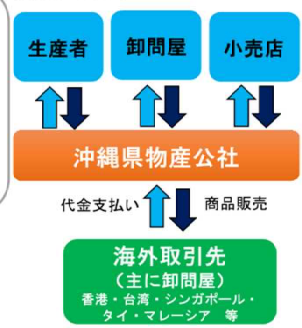 生産者
卸問屋
小売店
沖縄県物産公社
代金支払い
商品販売
海外取引先
（主に卸問屋）
香港・台湾・シンガポール・
タイ・マレーシア　等